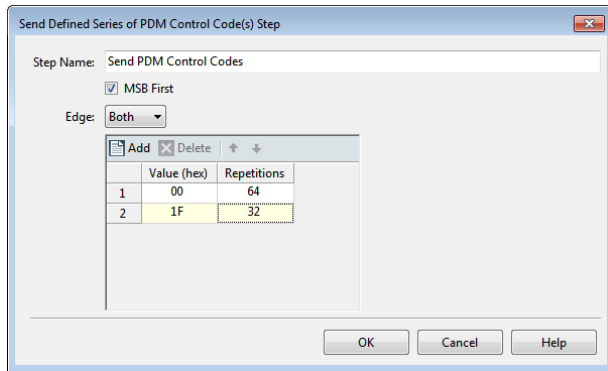 Send Defined Series of PDM Control Code(s) Step
Step Name: Send PDM Control Codes
MSB First
Edge: Both
Add Delete
Value (hex) Repetitions
1 00 64
2 1F 32
OK Cancel Help